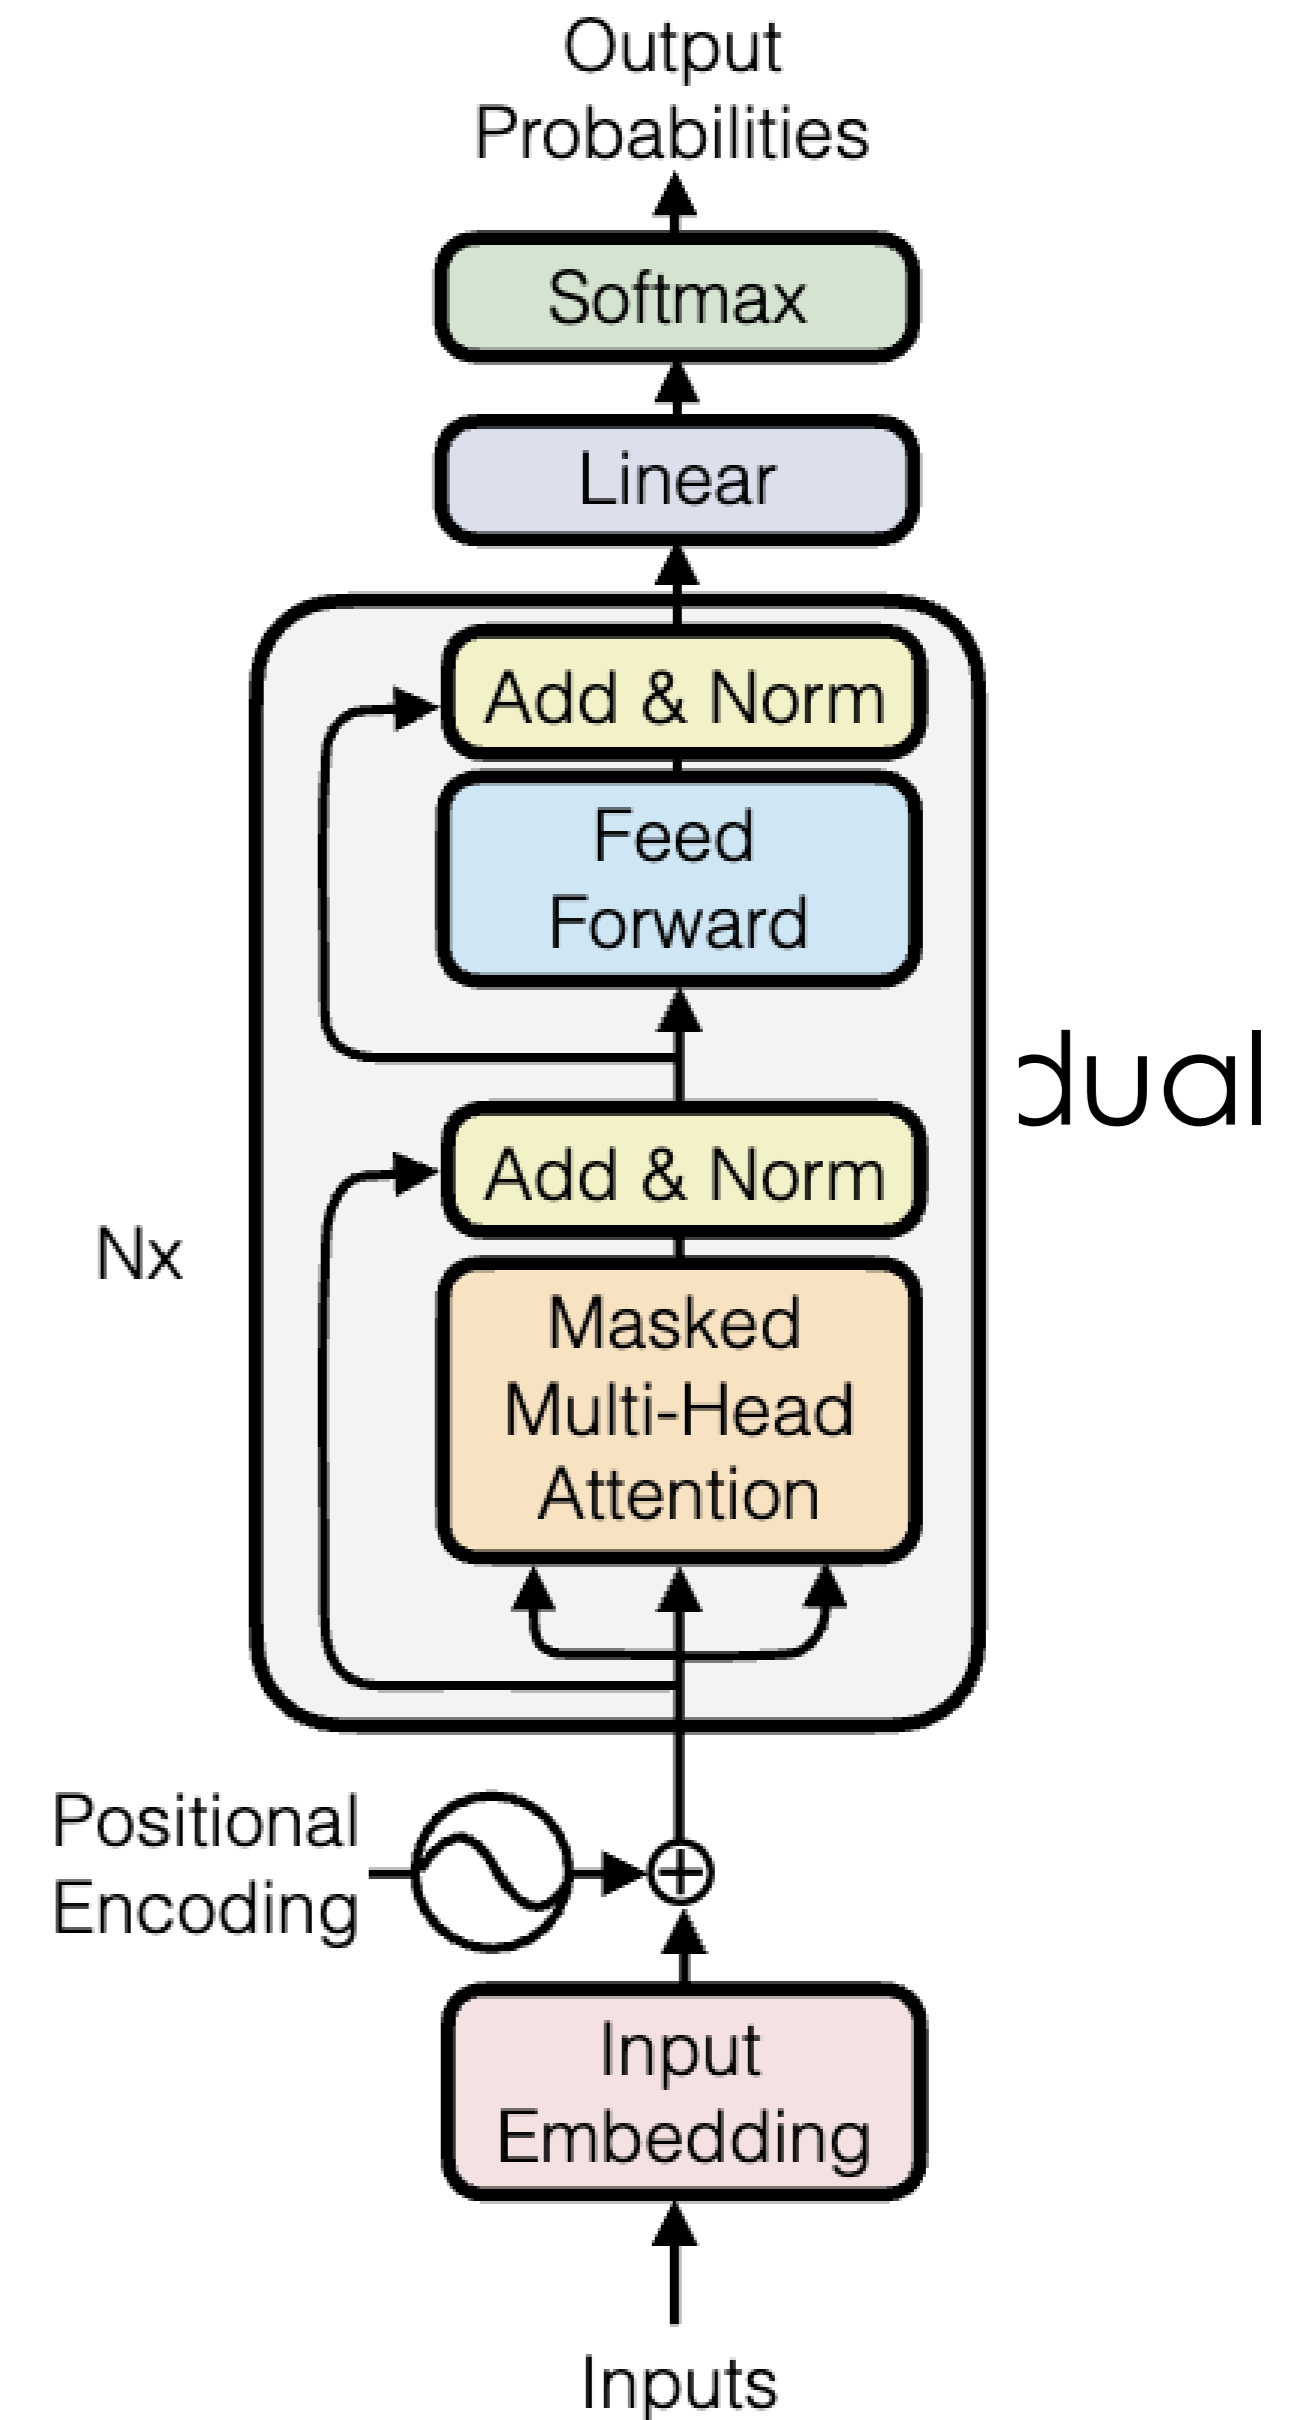 Output
Probabilities
Softmax
Linear
Add & Norm
Feed
Forward
dual
Add & Norm
Nx
Masked
Multi-Head
Attention
Positional
Encoding
Input
Embedding
Inputs